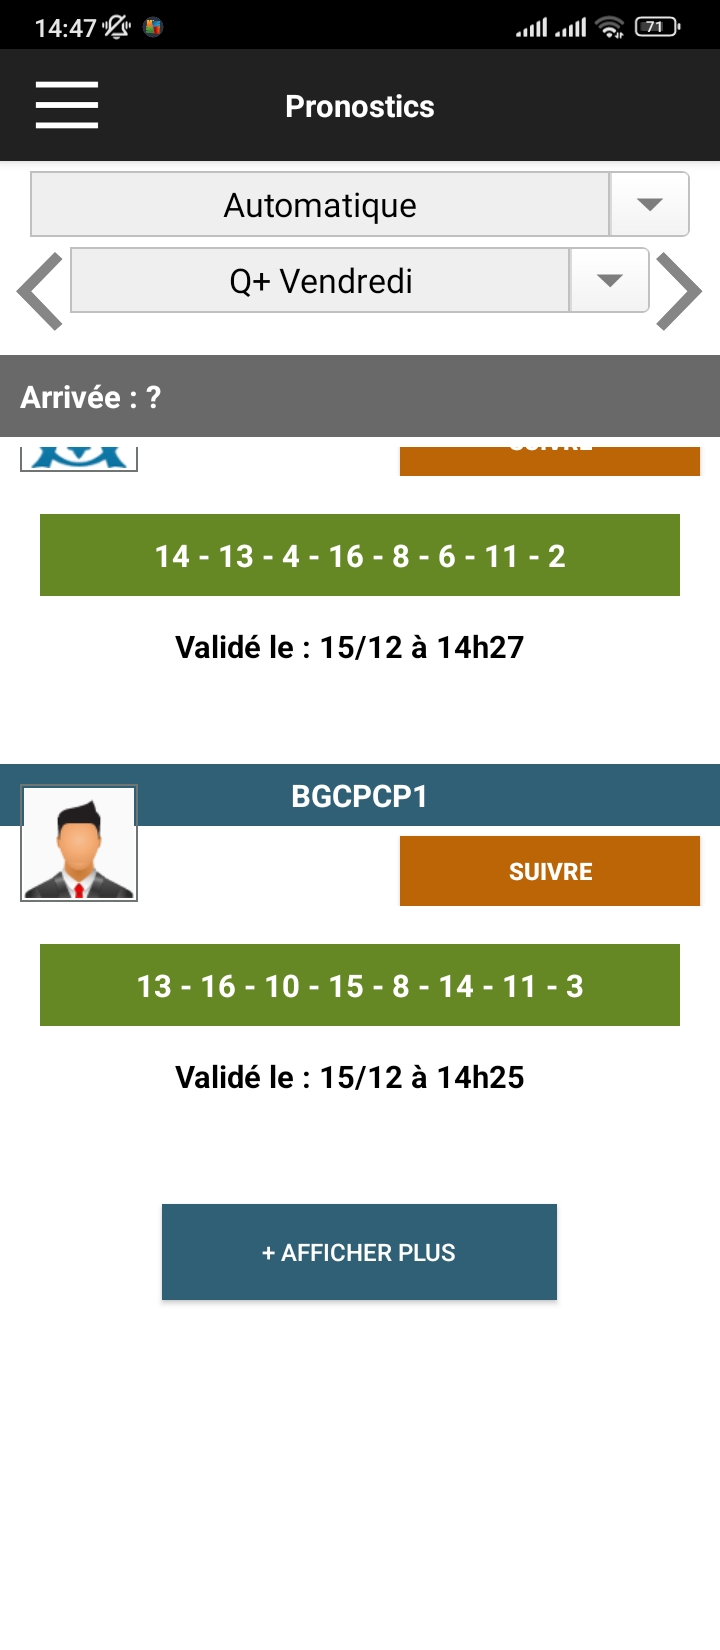 14:47
71
Pronostics
Automatique
Q+ Vendredi
Arrivée : ?
SUIVRE
14 - 13 - 4 - 16 - 8 - 6 - 11 - 2
Validé le : 15/12 à 14h27
BGCPCP1
SUIVRE
13 - 16 - 10 - 15 - 8 - 14 - 11 - 3
Validé le : 15/12 à 14h25
+ AFFICHER PLUS